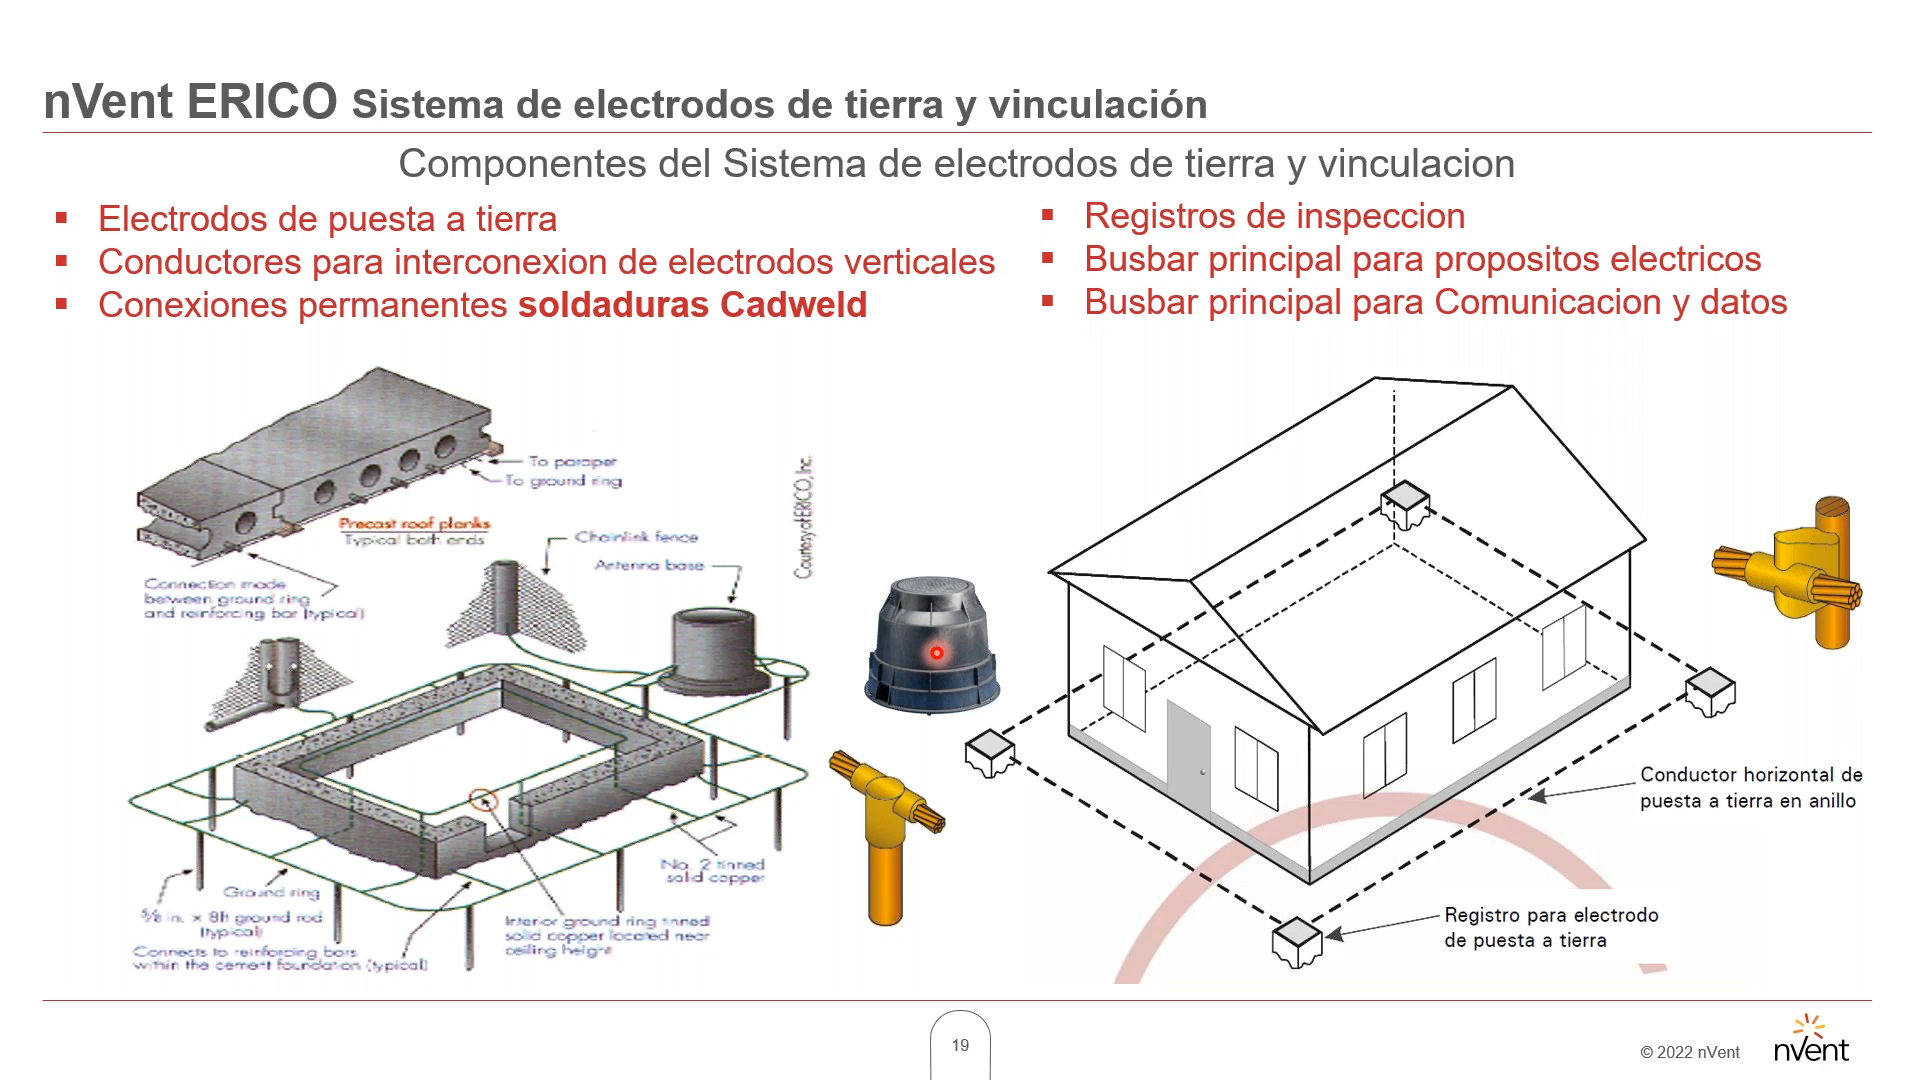 nVent ERICO Sistema de electrodos de tierra y vinculación
Componentes del Sistema de electrodos de tierra y vinculacion
▪ Electrodos de puesta a tierra
▪ Conductores para interconexion de electrodos verticales
▪ Conexiones permanentes soldaduras Cadweld
▪ Registros de inspeccion
▪ Busbar principal para propositos electricos
▪ Busbar principal para Comunicacion y datos
To parapet
To ground ring
Precast roof planks
Typical both ends
Connection made
between ground ring
and reinforcing bar (typical)
Chainlink fence
Antenna base
Courtesy of ERICO, Inc.
No. 2 tinned
solid copper
Ground ring
5/8 in. x 8ft ground rod
(typical)
Connects to reinforcing bars
within the cement foundation (typical)
Interior ground ring tinned
solid copper located near
ceiling height
Conductor horizontal de
puesta a tierra en anillo
Registro para electrodo
de puesta a tierra
19
© 2022 nVent
nVent